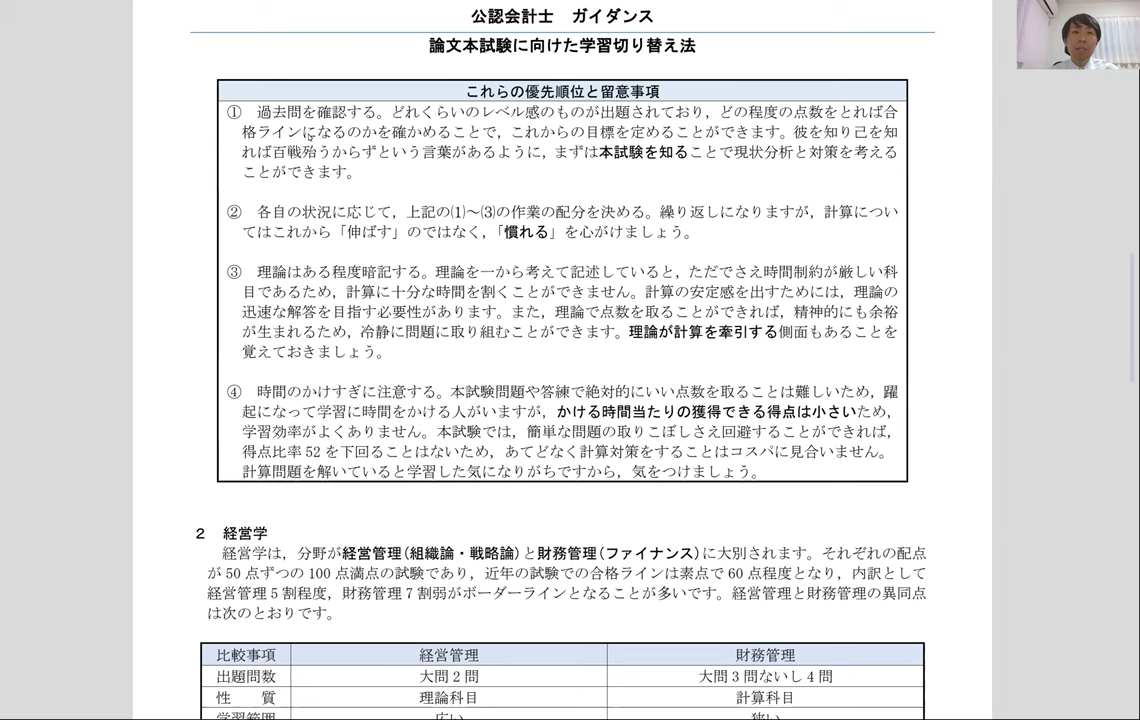 公認会計士　ガイダンス
論文本試験に向けた学習切り替え法
これらの優先順位と留意事項
①　過去問を確認する。どれくらいのレベル感のものが出題されており，どの程度の点数をとれば合
格ラインになるのかを確かめることで，これからの目標を定めることができます。彼を知り己を知
れば百戦殆うからずという言葉があるように，まずは本試験を知ることで現状分析と対策を考える
ことができます。
②　各自の状況に応じて，上記の⑴～⑶の作業の配分を決める。繰り返しになりますが，計算につい
てはこれから「伸ばす」のではなく，「慣れる」を心がけましょう。
③　理論はある程度暗記する。理論を一から考えて記述していると，ただでさえ時間制約が厳しい科
目であるため，計算に十分な時間を割くことができません。計算の安定感を出すためには，理論の
迅速な解答を目指す必要性があります。また，理論で点数を取ることができれば，精神的にも余裕
が生まれるため，冷静に問題に取り組むことができます。理論が計算を牽引する側面もあることを
覚えておきましょう。
④　時間のかけすぎに注意する。本試験問題や答練で絶対的にいい点数を取ることは難しいため，躍
起になって学習に時間をかける人がいますが，かける時間当たりの獲得できる得点は小さいため，
学習効率がよくありません。本試験では，簡単な問題の取りこぼしさえ回避することができれば，
得点比率 52 を下回ることはないため，あてどなく計算対策をすることはコスパに見合いません。
計算問題を解いていると学習した気になりがちですから，気をつけましょう。
２　経営学
経営学は，分野が経営管理（組織論・戦略論）と財務管理（ファイナンス）に大別されます。それぞれの配点
が 50 点ずつの 100 点満点の試験であり，近年の試験での合格ラインは素点で 60 点程度となり，内訳として
経営管理 5 割程度，財務管理 7 割弱がボーダーラインとなることが多いです。経営管理と財務管理の異同点
は次のとおりです。
比較事項　経営管理　財務管理
出題問数　大問 2 問　大問 3 問ないし 4 問
性　質　理論科目　計算科目
学習範囲　広い　狭い